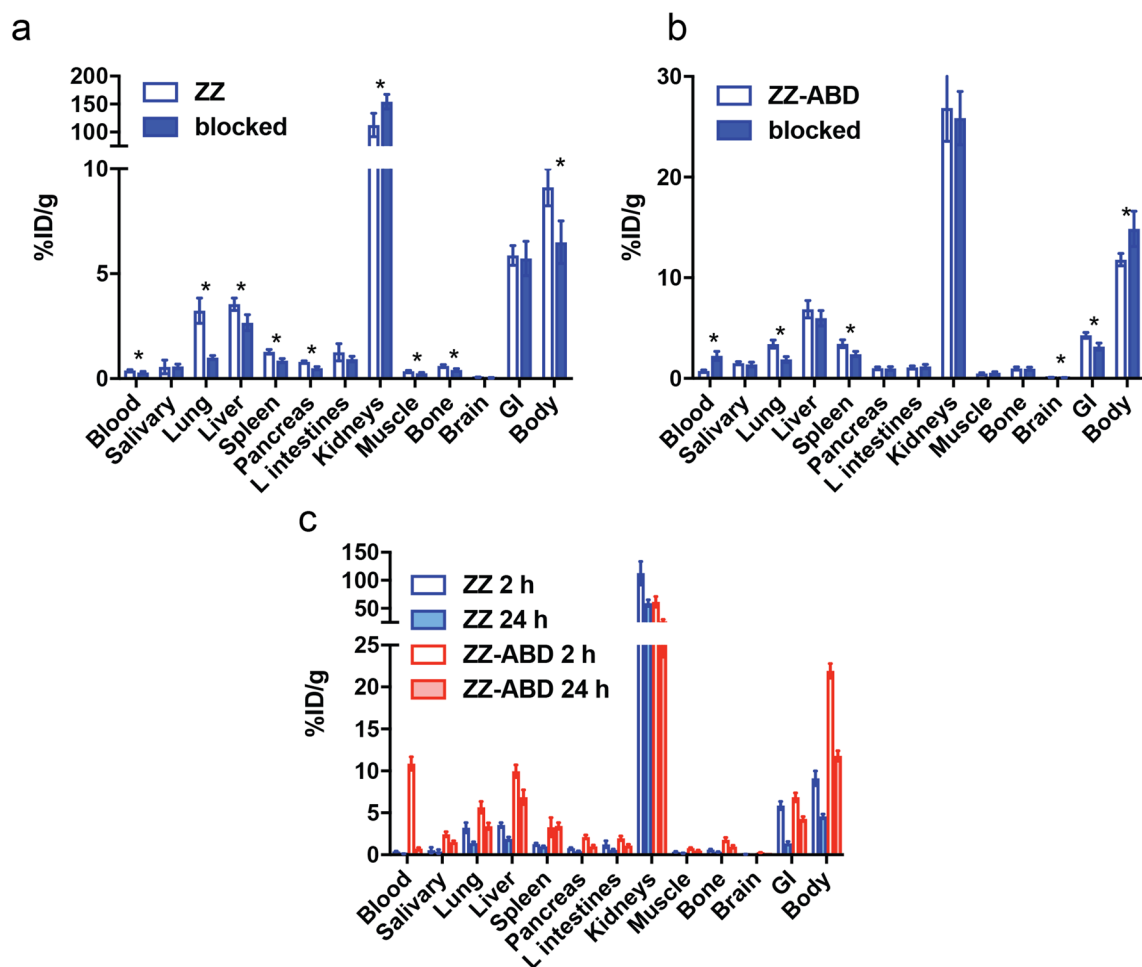 a
200
150
100
10
5
0
%ID/g
ZZ
blocked
*
*
*
*
*
*
*
*
*
Blood
Salivary
Lung
Liver
Spleen
Pancreas
L intestines
Kidneys
Muscle
Bone
Brain
GI
Body
b
30
20
10
0
%ID/g
ZZ-ABD
blocked
*
*
*
*
*
*
Blood
Salivary
Lung
Liver
Spleen
Pancreas
L intestines
Kidneys
Muscle
Bone
Brain
GI
Body
c
150
100
50
25
20
15
10
5
0
%ID/g
ZZ 2 h
ZZ 24 h
ZZ-ABD 2 h
ZZ-ABD 24 h
Blood
Salivary
Lung
Liver
Spleen
Pancreas
L intestines
Kidneys
Muscle
Bone
Brain
GI
Body